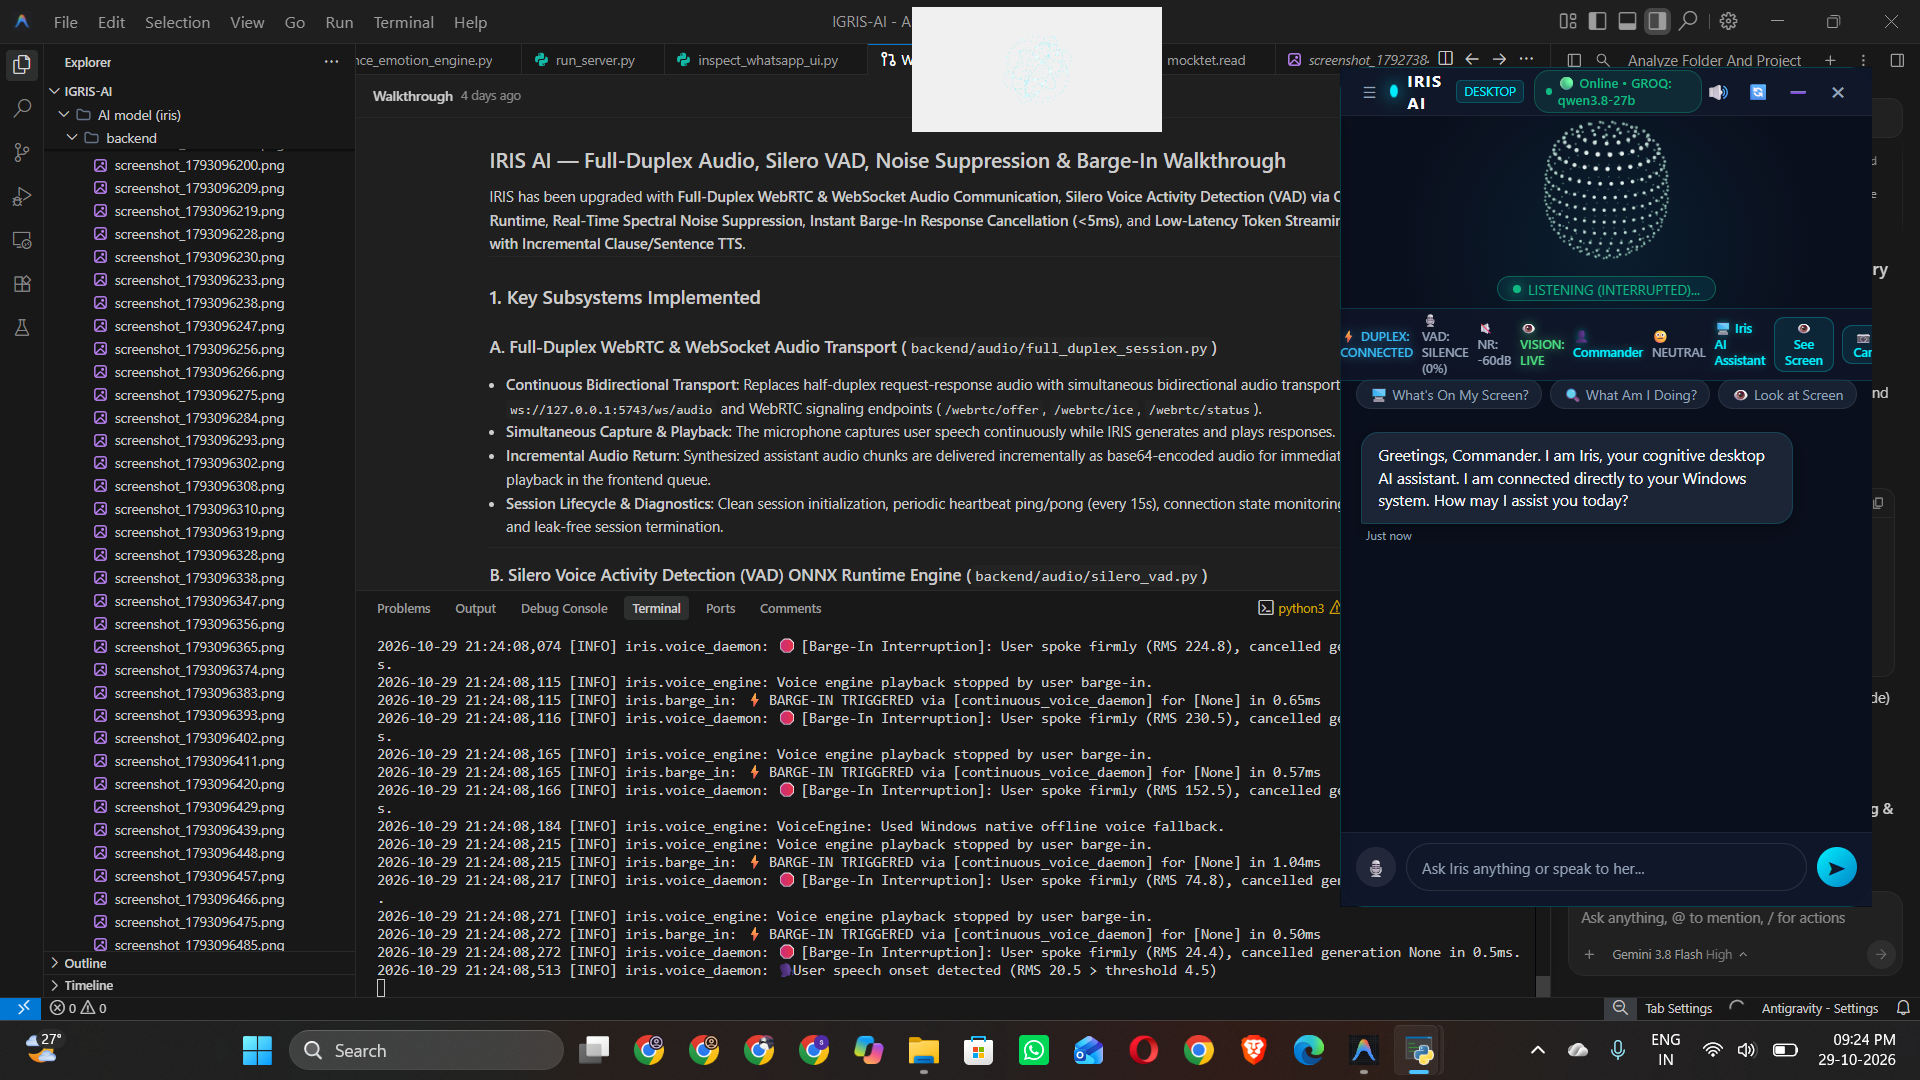 File Edit Selection View Go Run Terminal Help
IGRIS-AI - A
Explorer
IGRIS-AI
AI model (iris)
backend
screenshot_1793096200.png
screenshot_1793096209.png
screenshot_1793096219.png
screenshot_1793096228.png
screenshot_1793096230.png
screenshot_1793096233.png
screenshot_1793096238.png
screenshot_1793096247.png
screenshot_1793096256.png
screenshot_1793096266.png
screenshot_1793096275.png
screenshot_1793096284.png
screenshot_1793096293.png
screenshot_1793096302.png
screenshot_1793096308.png
screenshot_1793096310.png
screenshot_1793096319.png
screenshot_1793096328.png
screenshot_1793096338.png
screenshot_1793096347.png
screenshot_1793096356.png
screenshot_1793096365.png
screenshot_1793096374.png
screenshot_1793096383.png
screenshot_1793096393.png
screenshot_1793096402.png
screenshot_1793096411.png
screenshot_1793096420.png
screenshot_1793096429.png
screenshot_1793096439.png
screenshot_1793096448.png
screenshot_1793096457.png
screenshot_1793096466.png
screenshot_1793096475.png
screenshot_1793096485.png
Outline
Timeline
nce_emotion_engine.py run_server.py inspect_whatsapp_ui.py W mocktet.read screenshot_1792738
Walkthrough 4 days ago
IRIS AI — Full-Duplex Audio, Silero VAD, Noise Suppression & Barge-In Walkthrough
IRIS has been upgraded with Full-Duplex WebRTC & WebSocket Audio Communication, Silero Voice Activity Detection (VAD) via O
Runtime, Real-Time Spectral Noise Suppression, Instant Barge-In Response Cancellation (<5ms), and Low-Latency Token Streamin
with Incremental Clause/Sentence TTS.
1. Key Subsystems Implemented
A. Full-Duplex WebRTC & WebSocket Audio Transport ( backend/audio/full_duplex_session.py )
• Continuous Bidirectional Transport: Replaces half-duplex request-response audio with simultaneous bidirectional audio transport
ws://127.0.0.1:5743/ws/audio and WebRTC signaling endpoints ( /webrtc/offer , /webrtc/ice , /webrtc/status ).
• Simultaneous Capture & Playback: The microphone captures user speech continuously while IRIS generates and plays responses.
• Incremental Audio Return: Synthesized assistant audio chunks are delivered incrementally as base64-encoded audio for immediat
playback in the frontend queue.
• Session Lifecycle & Diagnostics: Clean session initialization, periodic heartbeat ping/pong (every 15s), connection state monitoring
and leak-free session termination.
B. Silero Voice Activity Detection (VAD) ONNX Runtime Engine ( backend/audio/silero_vad.py )
Problems Output Debug Console Terminal Ports Comments
python3
2026-10-29 21:24:08,074 [INFO] iris.voice_daemon: 🛑 [Barge-In Interruption]: User spoke firmly (RMS 224.8), cancelled ge
s.
2026-10-29 21:24:08,115 [INFO] iris.voice_engine: Voice engine playback stopped by user barge-in.
2026-10-29 21:24:08,115 [INFO] iris.barge_in: ⚡ BARGE-IN TRIGGERED via [continuous_voice_daemon] for [None] in 0.65ms
2026-10-29 21:24:08,116 [INFO] iris.voice_daemon: 🛑 [Barge-In Interruption]: User spoke firmly (RMS 230.5), cancelled ge
s.
2026-10-29 21:24:08,165 [INFO] iris.voice_engine: Voice engine playback stopped by user barge-in.
2026-10-29 21:24:08,165 [INFO] iris.barge_in: ⚡ BARGE-IN TRIGGERED via [continuous_voice_daemon] for [None] in 0.57ms
2026-10-29 21:24:08,166 [INFO] iris.voice_daemon: 🛑 [Barge-In Interruption]: User spoke firmly (RMS 152.5), cancelled ge
s.
2026-10-29 21:24:08,184 [INFO] iris.voice_engine: VoiceEngine: Used Windows native offline voice fallback.
2026-10-29 21:24:08,215 [INFO] iris.voice_engine: Voice engine playback stopped by user barge-in.
2026-10-29 21:24:08,215 [INFO] iris.barge_in: ⚡ BARGE-IN TRIGGERED via [continuous_voice_daemon] for [None] in 1.04ms
2026-10-29 21:24:08,217 [INFO] iris.voice_daemon: 🛑 [Barge-In Interruption]: User spoke firmly (RMS 74.8), cancelled gen
.
2026-10-29 21:24:08,271 [INFO] iris.voice_engine: Voice engine playback stopped by user barge-in.
2026-10-29 21:24:08,272 [INFO] iris.barge_in: ⚡ BARGE-IN TRIGGERED via [continuous_voice_daemon] for [None] in 0.50ms
2026-10-29 21:24:08,272 [INFO] iris.voice_daemon: 🛑 [Barge-In Interruption]: User spoke firmly (RMS 24.4), cancelled generation None in 0.5ms.
2026-10-29 21:24:08,513 [INFO] iris.voice_daemon: User speech onset detected (RMS 20.5 > threshold 4.5)
Analyze Folder And Project
IRIS
AI
DESKTOP
Online • GROQ:
qwen3.8-27b
LISTENING (INTERRUPTED)...
DUPLEX:
CONNECTED
VAD:
SILENCE
(0%)
NR:
-60dB
VISION:
LIVE
Commander
NEUTRAL
Iris
AI
Assistant
See
Screen
Car
What's On My Screen? What Am I Doing? Look at Screen
Greetings, Commander. I am Iris, your cognitive desktop
AI assistant. I am connected directly to your Windows
system. How may I assist you today?
Just now
Ask Iris anything or speak to her...
d
e
ry
nd
de)
g &
Ask anything, @ to mention, / for actions
Gemini 3.8 Flash High
0 0
Tab Settings Antigravity - Settings
27°
Search
ENG
IN
09:24 PM
29-10-2026